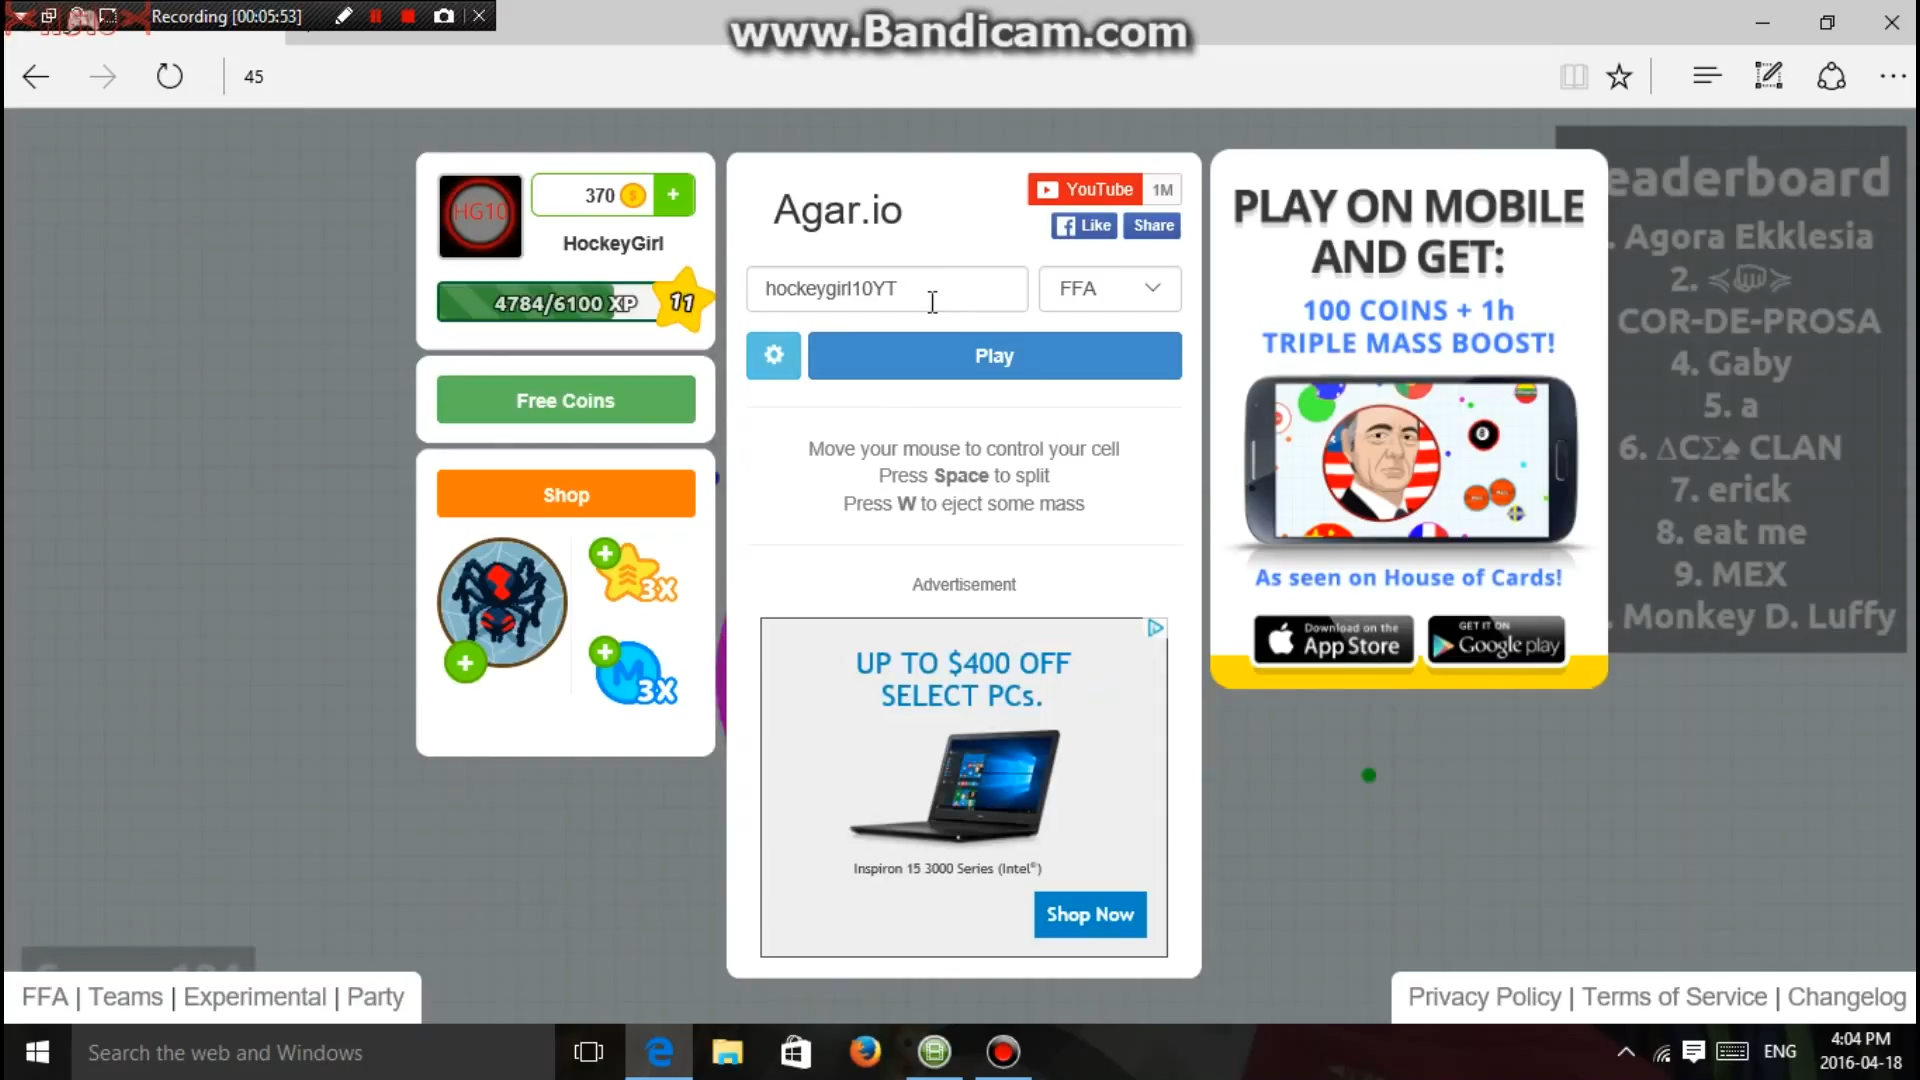 Recording [00:05:53]
www.Bandicam.com
45
HG10
370
HockeyGirl
4784/6100 XP
11
Free Coins
Shop
3X
M
3X
Agar.io
YouTube
1M
Like
Share
hockeygirl10YT
FFA
Play
Move your mouse to control your cell
Press Space to split
Press W to eject some mass
Advertisement
UP TO $400 OFF
SELECT PCs.
Inspiron 15 3000 Series (Intel®)
Shop Now
PLAY ON MOBILE
AND GET:
100 COINS + 1h
TRIPLE MASS BOOST!
8
As seen on House of Cards!
Download on the
App Store
GET IT ON
Google play
eaderboard
. Agora Ekklesia
2.
COR-DE-PROSA
4. Gaby
5. a
6. ΔCΣ♠ CLAN
7. erick
8. eat me
9. MEX
. Monkey D. Luffy
FFA | Teams | Experimental | Party
Privacy Policy | Terms of Service | Changelog
Search the web and Windows
ENG
4:04 PM
2016-04-18